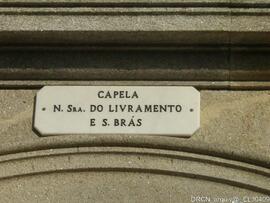 CAPELA
N. SRA. DO LIVRAMENTO
E S. BRÁS